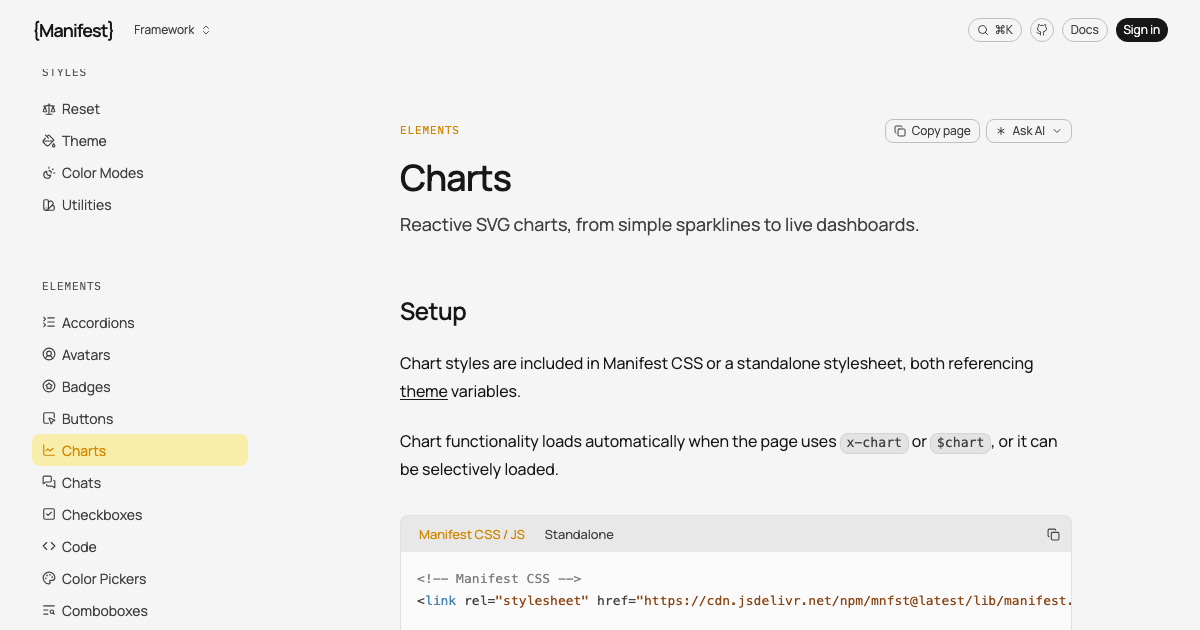 {Manifest}
Framework
⌘K
Docs
Sign in
STYLES
Reset
Theme
Color Modes
Utilities
ELEMENTS
Accordions
Avatars
Badges
Buttons
Charts
Chats
Checkboxes
Code
Color Pickers
Comboboxes
ELEMENTS
Copy page
Ask AI
Charts
Reactive SVG charts, from simple sparklines to live dashboards.
Setup
Chart styles are included in Manifest CSS or a standalone stylesheet, both referencing
theme variables.
Chart functionality loads automatically when the page uses x-chart or $chart, or it can
be selectively loaded.
Manifest CSS / JS
Standalone
<!-- Manifest CSS -->
<link rel="stylesheet" href="https://cdn.jsdelivr.net/npm/mnfst@latest/lib/manifest.